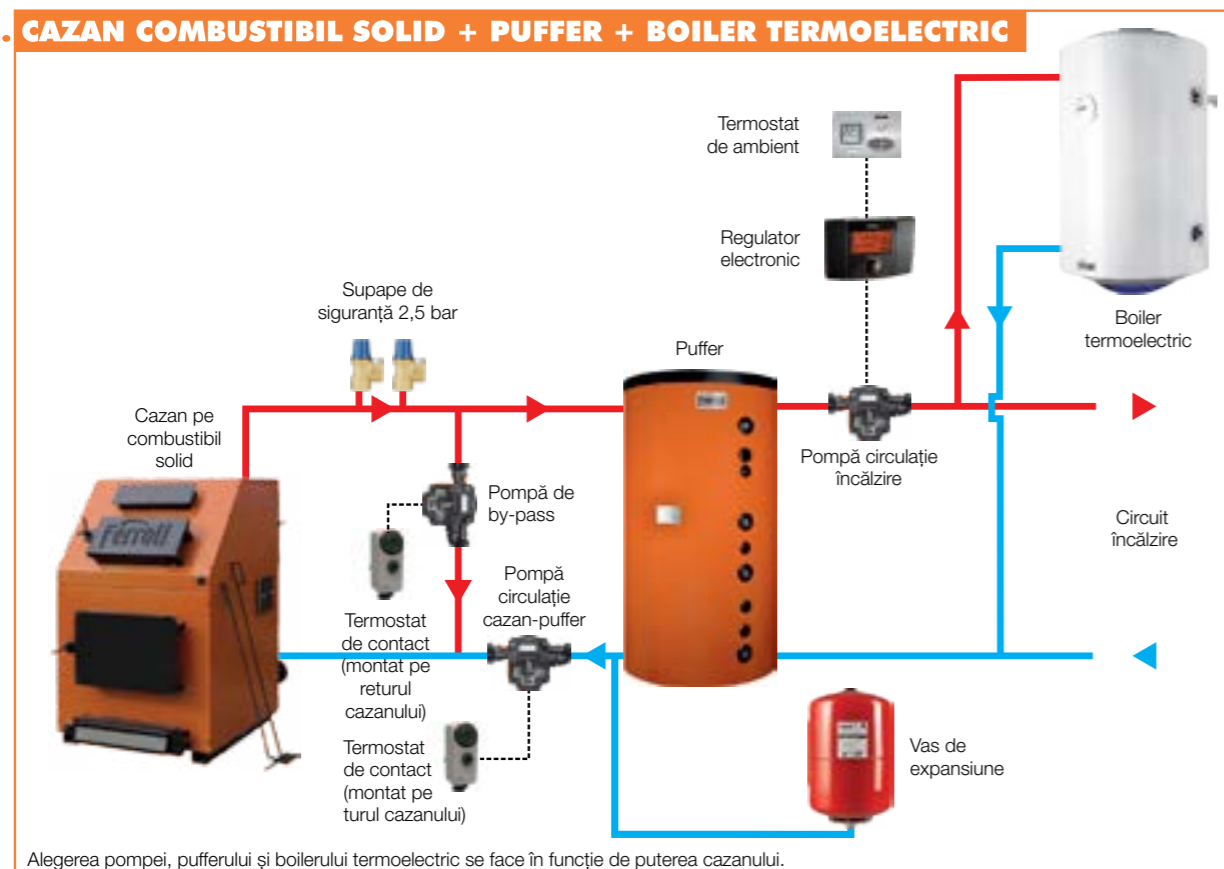 . CAZAN COMBUSTIBIL SOLID + PUFFER + BOILER TERMOELECTRIC
Termostat
de ambient
Regulator
electronic
Supape de
siguranță 2,5 bar
Boiler
termoelectric
Puffer
Cazan pe
combustibil
solid
Pompă circulație
încălzire
Pompă de
by-pass
Ferroli
Circuit
încălzire
Pompă
circulație
cazan-puffer
Termostat
de contact
(montat pe
returul
cazanului)
Termostat
de contact
(montat pe
turul cazanului)
Vas de
expansiune
Alegerea pompei, pufferului și boilerului termoelectric se face în funcție de puterea cazanului.